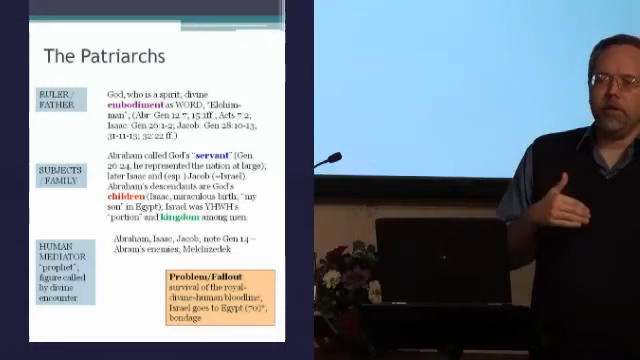 The Patriarchs
RULER /
FATHER
God, who is a spirit, divine
embodiment as WORD, "Elohim-
man"; (Abr: Gen 12:7; 15:1ff.; Acts 7:2;
Isaac: Gen 26:1-2; Jacob: Gen 28:10-13;
31:11-13; 32:22 ff.)
SUBJECTS
/ FAMILY
Abraham called God's "servant" (Gen
26:24, he represented the nation at large);
later Isaac and (esp.) Jacob (=Israel).
Abraham's descendants are God's
children (Isaac, miraculous birth, "my
son" in Egypt); Israel was YHWH's
"portion" and kingdom among men.
HUMAN
MEDIATOR
"prophet";
figure called
by divine
encounter
Abraham, Isaac, Jacob; note Gen 14 –
Abram's enemies, Melchizedek
Problem/Fallout
survival of the royal-
divine-human bloodline,
Israel goes to Egypt (70)*,
bondage